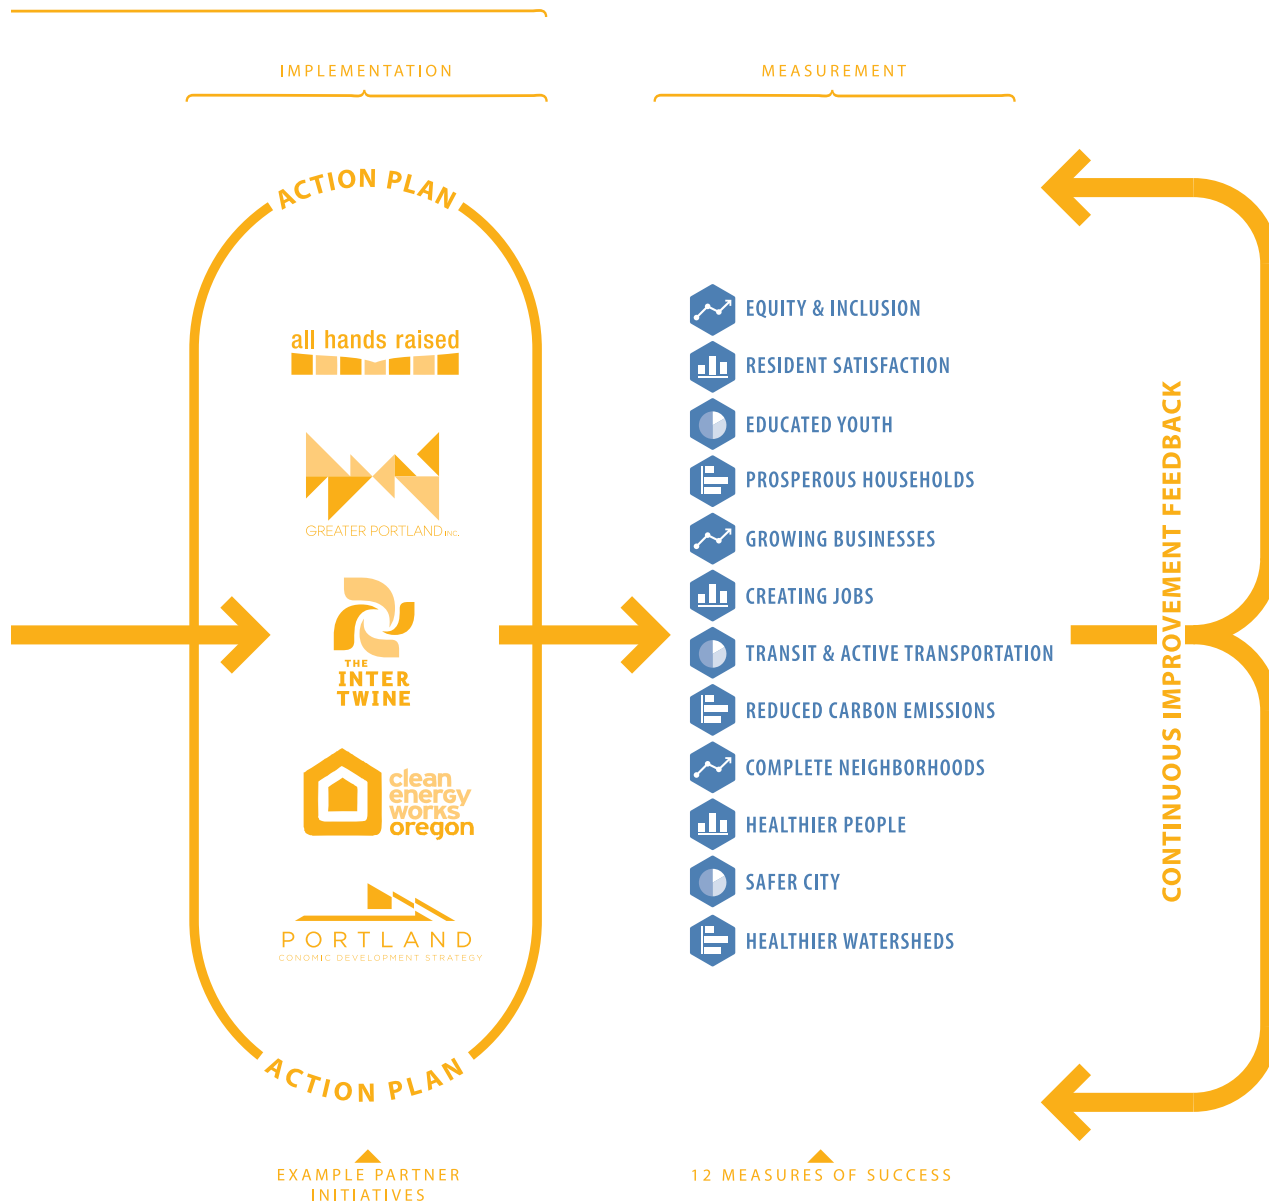 IMPLEMENTATION
MEASUREMENT
ACTION PLAN
all hands raised
GREATER PORTLAND INC.
THE
INTER
TWINE
clean
energy
works
oregon
PORTLAND
CONOMIC DEVELOPMENT STRATEGY
ACTION PLAN
EXAMPLE PARTNER
INITIATIVES
EQUITY & INCLUSION
RESIDENT SATISFACTION
EDUCATED YOUTH
PROSPEROUS HOUSEHOLDS
GROWING BUSINESSES
CREATING JOBS
TRANSIT & ACTIVE TRANSPORTATION
REDUCED CARBON EMISSIONS
COMPLETE NEIGHBORHOODS
HEALTHIER PEOPLE
SAFER CITY
HEALTHIER WATERSHEDS
12 MEASURES OF SUCCESS
CONTINUOUS IMPROVEMENT FEEDBACK